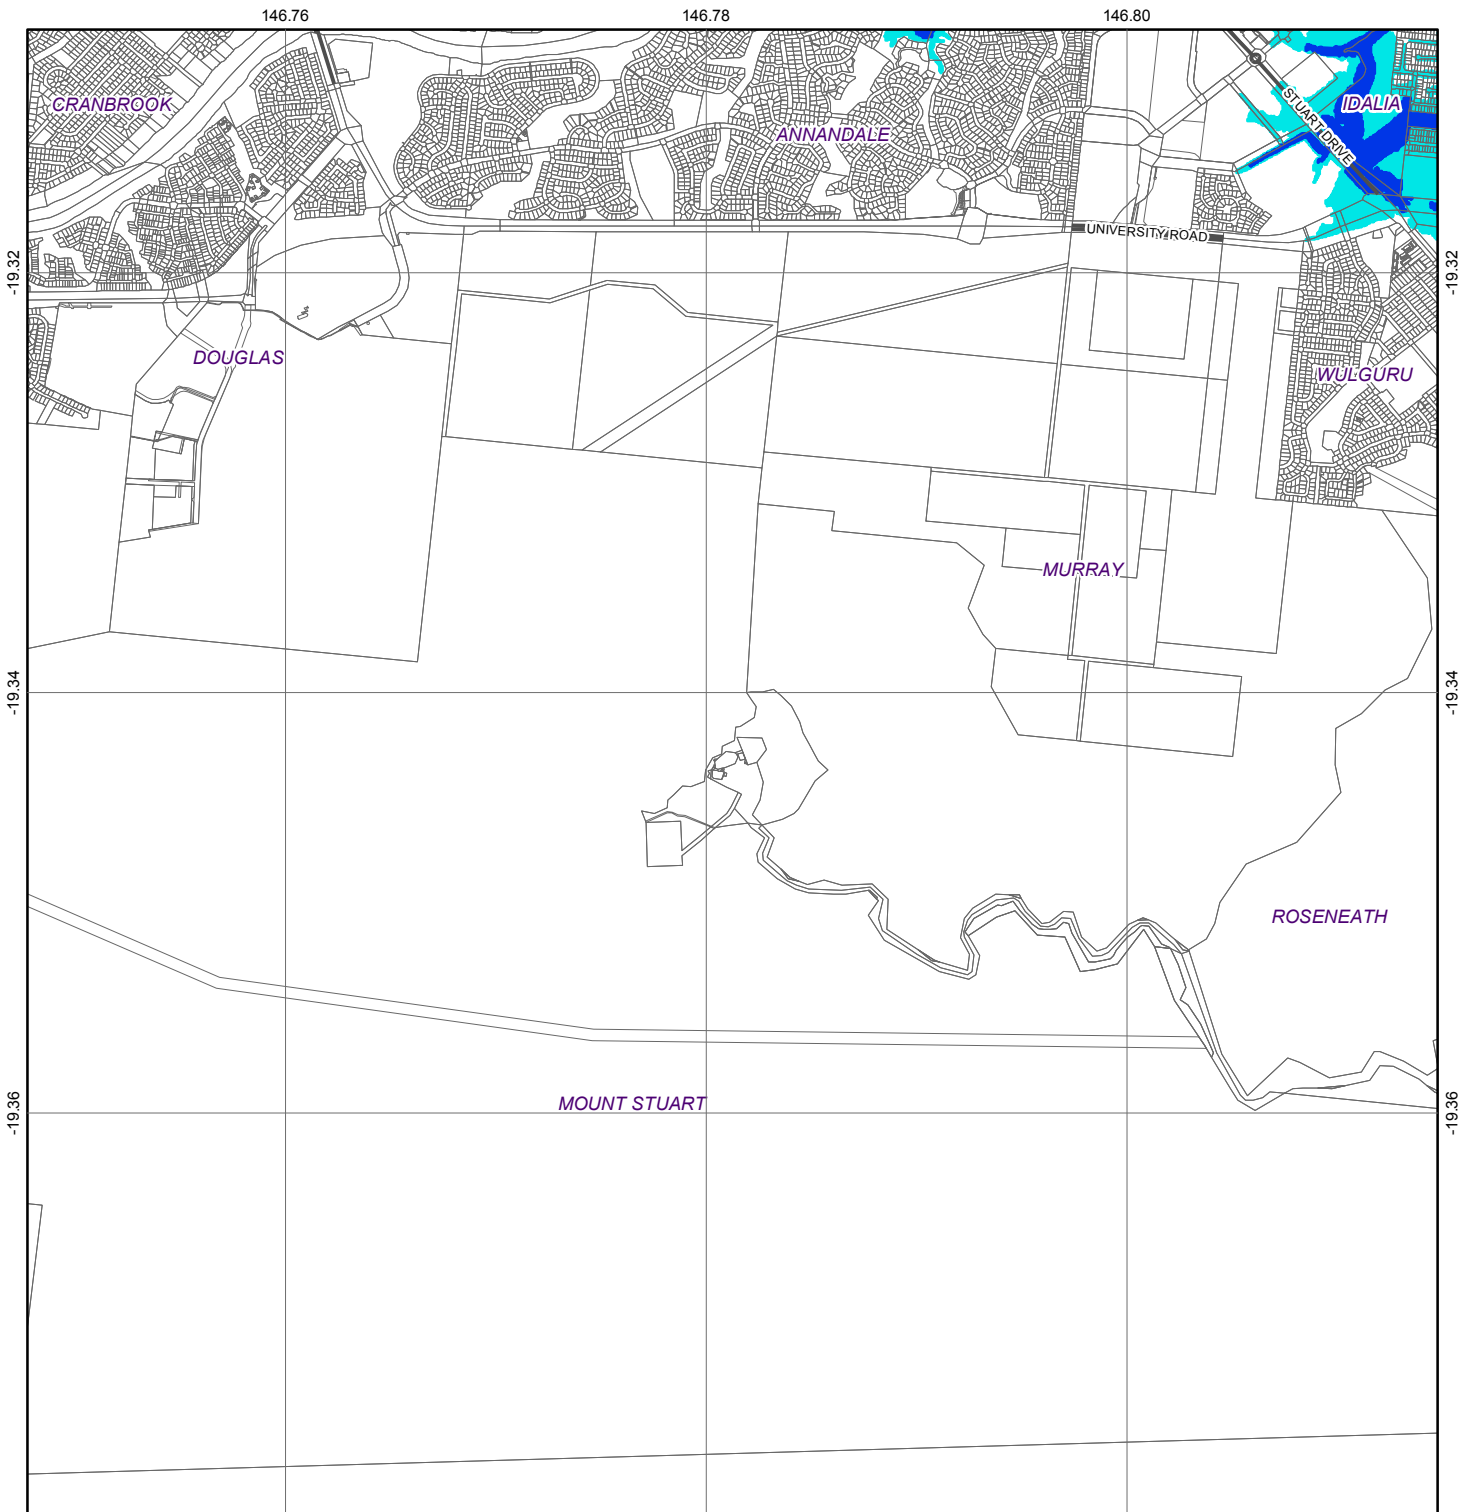 146.76
146.78
146.80
CRANBROOK
ANNANDALE
STUART DRIVE
IDALIA
UNIVERSITY ROAD
-19.32
-19.32
DOUGLAS
WULGURU
MURRAY
-19.34
-19.34
ROSENEATH
MOUNT STUART
-19.36
-19.36